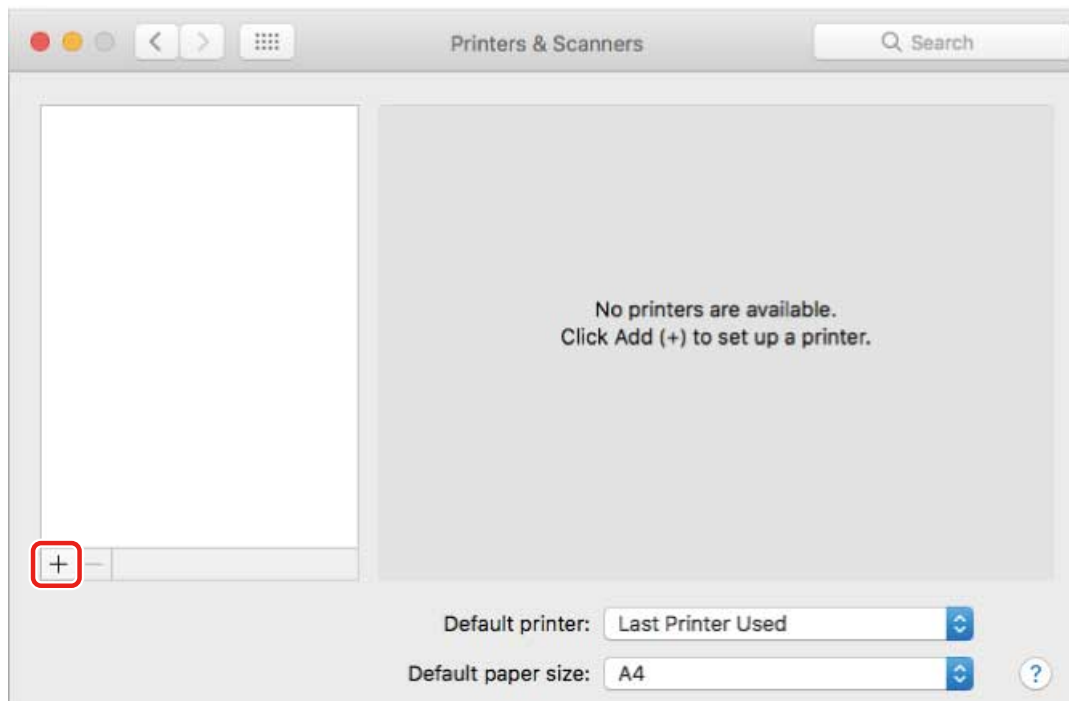 Printers & Scanners
Search
No printers are available.
Click Add (+) to set up a printer.
+ −
Default printer: Last Printer Used
Default paper size: A4
?